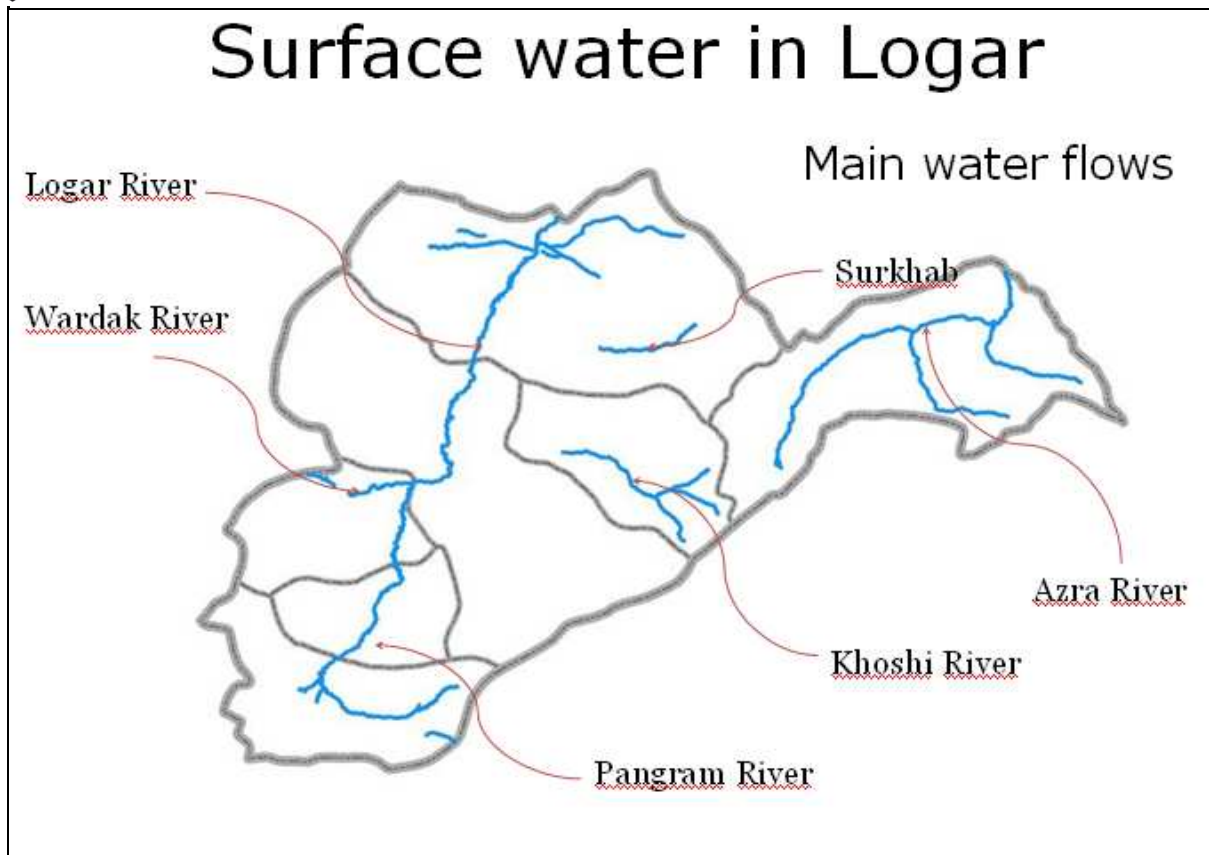 Surface water in Logar
Main water flows
Logar River
Surkhab
Wardak River
Azra River
Khoshi River
Pangram River